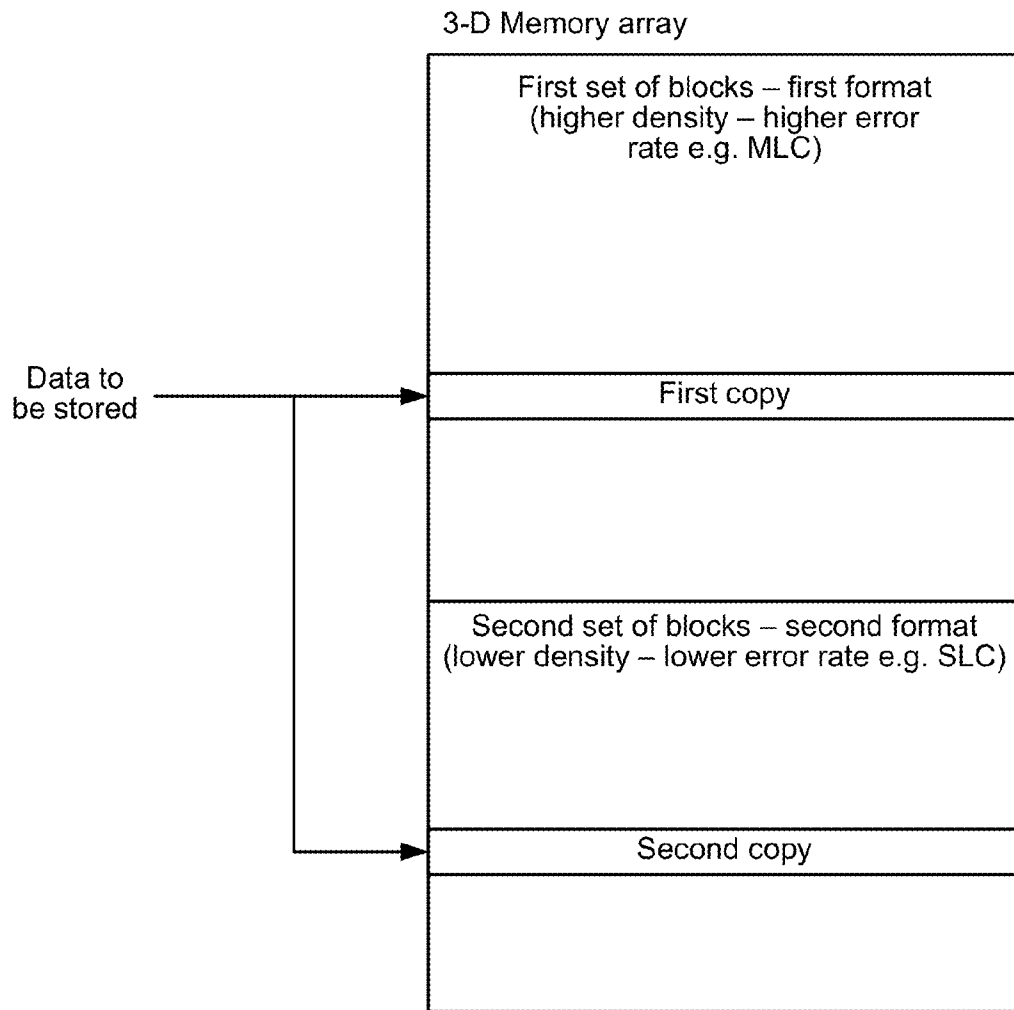 3-D Memory array
First set of blocks – first format
(higher density – higher error
rate e.g. MLC)
Data to
be stored
First copy
Second set of blocks – second format
(lower density – lower error rate e.g. SLC)
Second copy